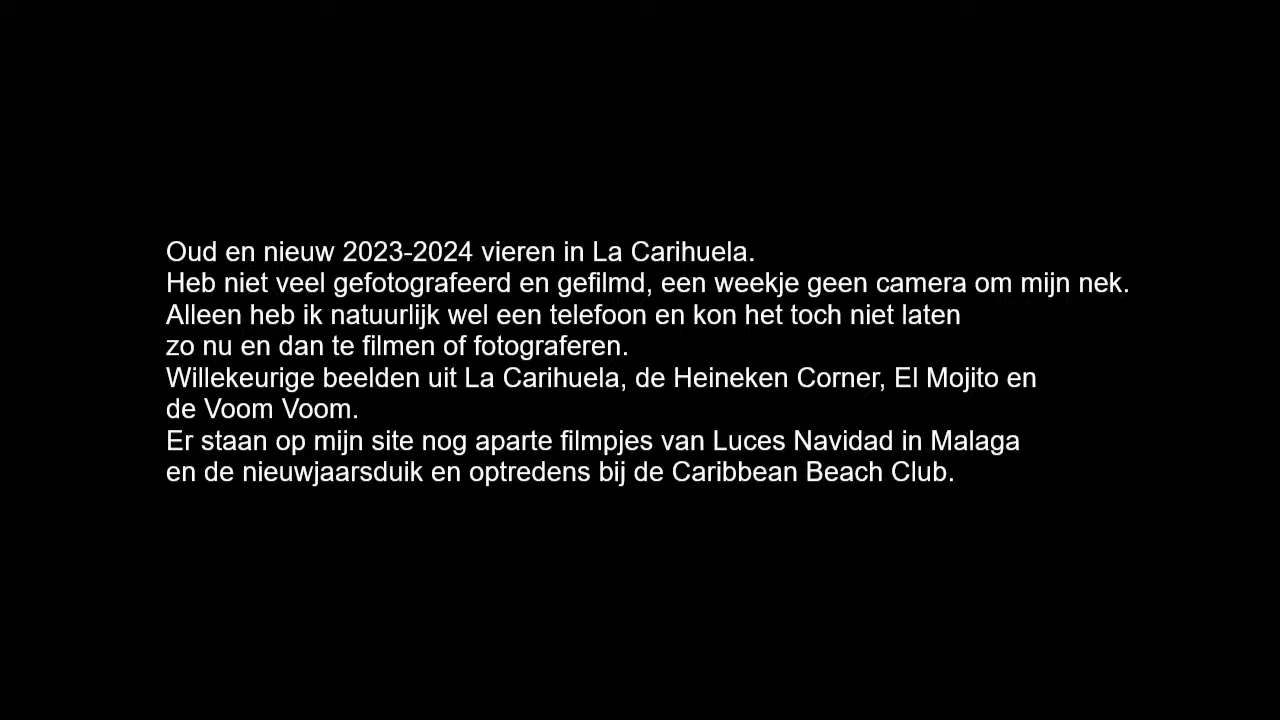 Oud en nieuw 2023-2024 vieren in La Carihuela.
Heb niet veel gefotografeerd en gefilmd, een weekje geen camera om mijn nek.
Alleen heb ik natuurlijk wel een telefoon en kon het toch niet laten
zo nu en dan te filmen of fotograferen.
Willekeurige beelden uit La Carihuela, de Heineken Corner, El Mojito en
de Voom Voom.
Er staan op mijn site nog aparte filmpjes van Luces Navidad in Malaga
en de nieuwjaarsduik en optredens bij de Caribbean Beach Club.